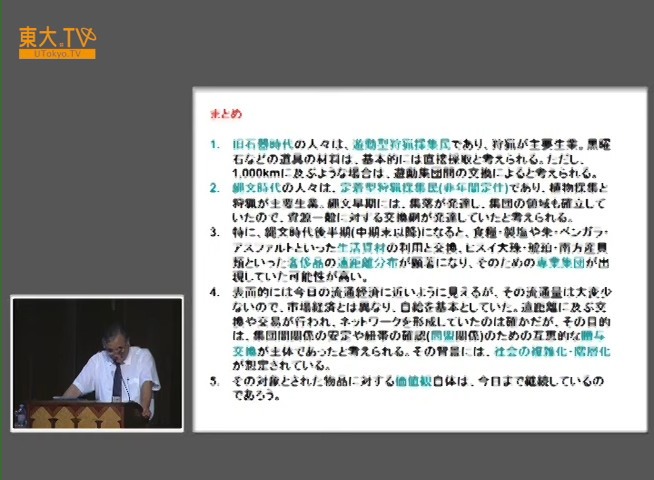 東大.TV
UTokyo.TV
まとめ
1. 旧石器時代の人々は、遊動型狩猟採集民であり、狩猟が主要生業。黒曜
石などの道具の材料は、基本的には直接採取と考えられる。ただし、
1,000kmに及ぶような場合は、遊動集団間の交換によると考えられる。
2. 縄文時代の人々は、定着型狩猟採集民(非年間定住)であり、植物採集と
狩猟が主要生業。縄文早期には、集落が発達し、集団の領域も確立して
いたので、資源一般に対する交換網が発達していたと考えられる。
3. 特に、縄文時代後半期(中期末以降)になると、食糧・製塩や朱・ベンガラ・
アスファルトといった生活資材の利用と交換、ヒスイ大珠・琥珀・南方産貝
類といった奢侈品の遠距離分布が顕著になり、そのための専業集団が出
現していた可能性が高い。
4. 表面的には今日の流通経済に近いように見えるが、その流通量は大変少
ないので、市場経済とは異なり、自給を基本としていた。遠距離に及ぶ交
換や交易が行われ、ネットワークを形成していたのは確かだが、その目的
は、集団間関係の安定や紐帯の確認(同盟関係)のための互恵的な贈与
交換が主体であったと考えられる。その背景には、社会の複雑化・階層化
が想定されている。
5. その対象とされた物品に対する価値観自体は、今日まで継続しているの
であろう。